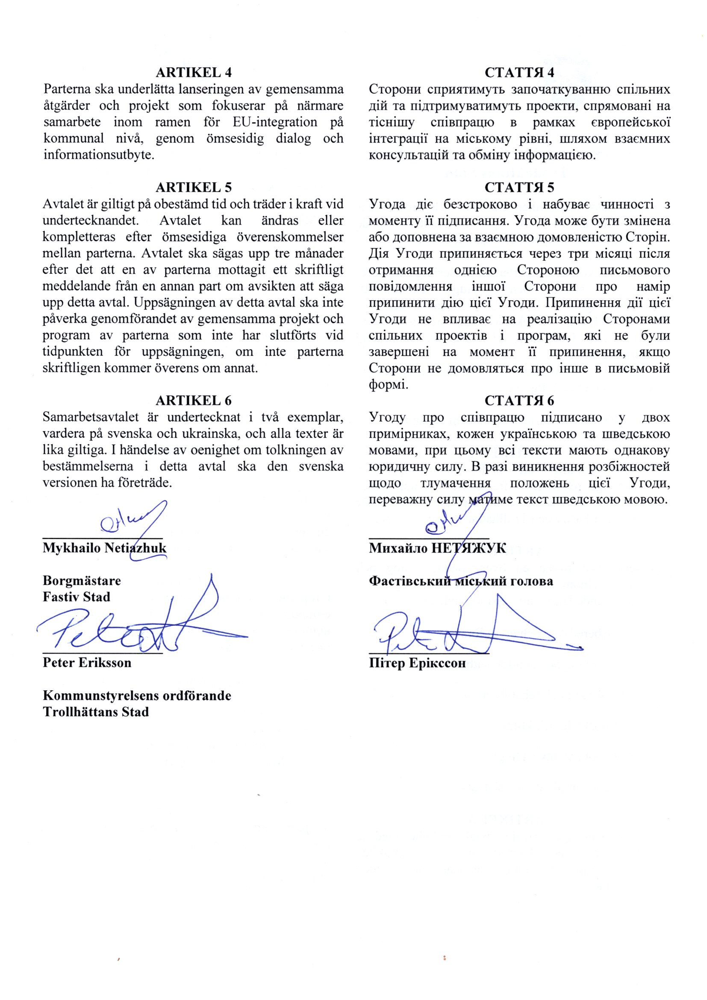 ARTIKEL 4
Parterna ska underlätta lanseringen av gemensamma
åtgärder och projekt som fokuserar på närmare
samarbete inom ramen för EU-integration på
kommunal nivå, genom ömsesidig dialog och
informationsutbyte.
ARTIKEL 5
Avtalet är giltigt på obestämd tid och träder i kraft vid
undertecknandet. Avtalet kan ändras eller
kompletteras efter ömsesidiga överenskommelser
mellan parterna. Avtalet ska sägas upp tre månader
efter det att en av parterna mottagit ett skriftligt
meddelande från en annan part om avsikten att säga
upp detta avtal. Uppsägningen av detta avtal ska inte
påverka genomförandet av gemensamma projekt och
program av parterna som inte har slutförts vid
tidpunkten för uppsägningen, om inte parterna
skriftligen kommer överens om annat.
ARTIKEL 6
Samarbetsavtalet är undertecknat i två exemplar,
vardera på svenska och ukrainska, och alla texter är
lika giltiga. I händelse av oenighet om tolkningen av
bestämmelserna i detta avtal ska den svenska
versionen ha företräde.
Mykhailo Netiazhuk
Borgmästare
Fastiv Stad
Peter Eriksson
Kommunstyrelsens ordförande
Trollhättans Stad
СТАТТЯ 4
Сторони сприятимуть започаткуванню спільних
дій та підтримуватимуть проекти, спрямовані на
тіснішу співпрацю в рамках європейської
інтеграції на міському рівні, шляхом взаємних
консультацій та обміну інформацією.
СТАТТЯ 5
Угода діє безстроково і набуває чинності з
моменту її підписання. Угода може бути змінена
або доповнена за взаємною домовленістю Сторін.
Дія Угоди припиняється через три місяці після
отримання однією Стороною письмового
повідомлення іншої Сторони про намір
припинити дію цієї Угоди. Припинення дії цієї
Угоди не впливає на реалізацію Сторонами
спільних проектів і програм, які не були
завершені на момент її припинення, якщо
Сторони не домовляться про інше в письмовій
формі.
СТАТТЯ 6
Угоду про співпрацю підписано у двох
примірниках, кожен українською та шведською
мовами, при цьому всі тексти мають однакову
юридичну силу. В разі виникнення розбіжностей
щодо тлумачення положень цієї Угоди,
переважну силу матиме текст шведською мовою.
Михайло НЕТЯЖУК
Фастівський міський голова
Пітер Ерікссон